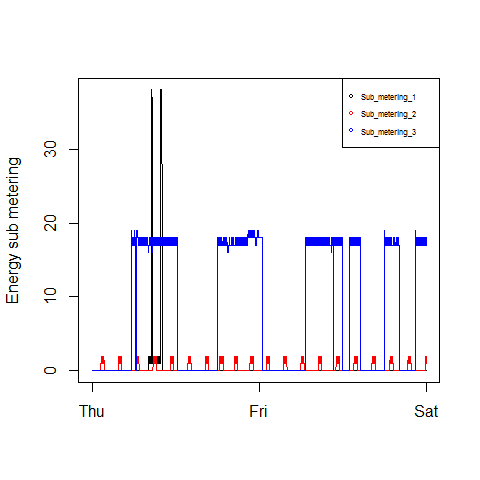 Sub_metering_1
Sub_metering_2
Sub_metering_3
Energy sub metering
30
20
10
0
Thu Fri Sat